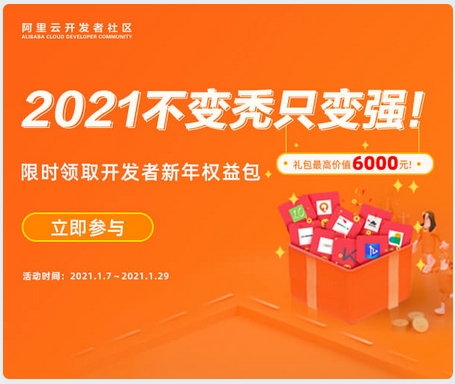 阿里云开发者社区
ALIBABA CLOUD DEVELOPER COMMUNITY
2021不变秃只变强!
限时领取开发者新年权益包
礼包最高价值6000元!
立即参与
活动时间：2021.1.7~2021.1.29